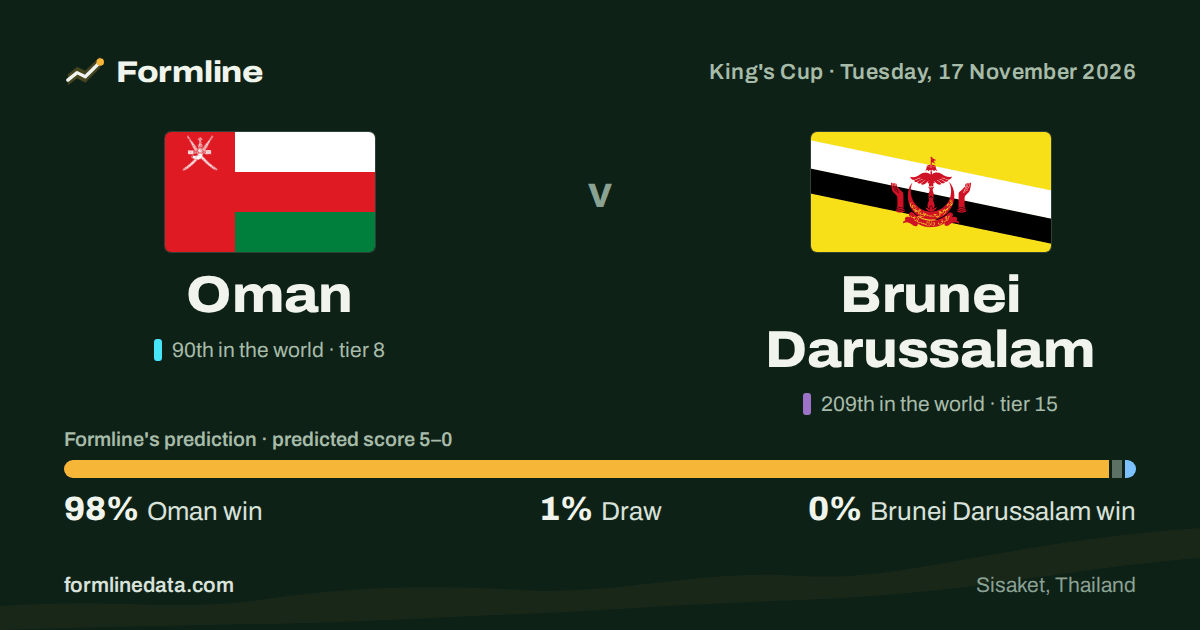 Formline
King's Cup · Tuesday, 17 November 2026
v
Oman
90th in the world · tier 8
Brunei
Darussalam
209th in the world · tier 15
Formline's prediction · predicted score 5–0
98% Oman win
1% Draw
0% Brunei Darussalam win
formlinedata.com
Sisaket, Thailand